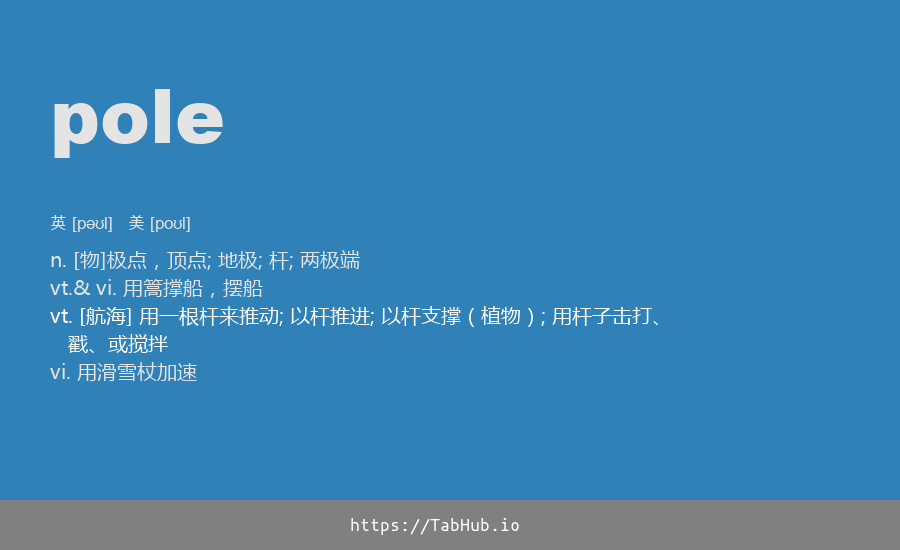 pole
英 [pəʊl] 美 [poʊl]
n. [物]极点，顶点; 地极; 杆; 两极端
vt.& vi. 用篙撑船，摆船
vt. [航海] 用一根杆来推动; 以杆推进; 以杆支撑（植物）; 用杆子击打、
戳、或搅拌
vi. 用滑雪杖加速
https://TabHub.io